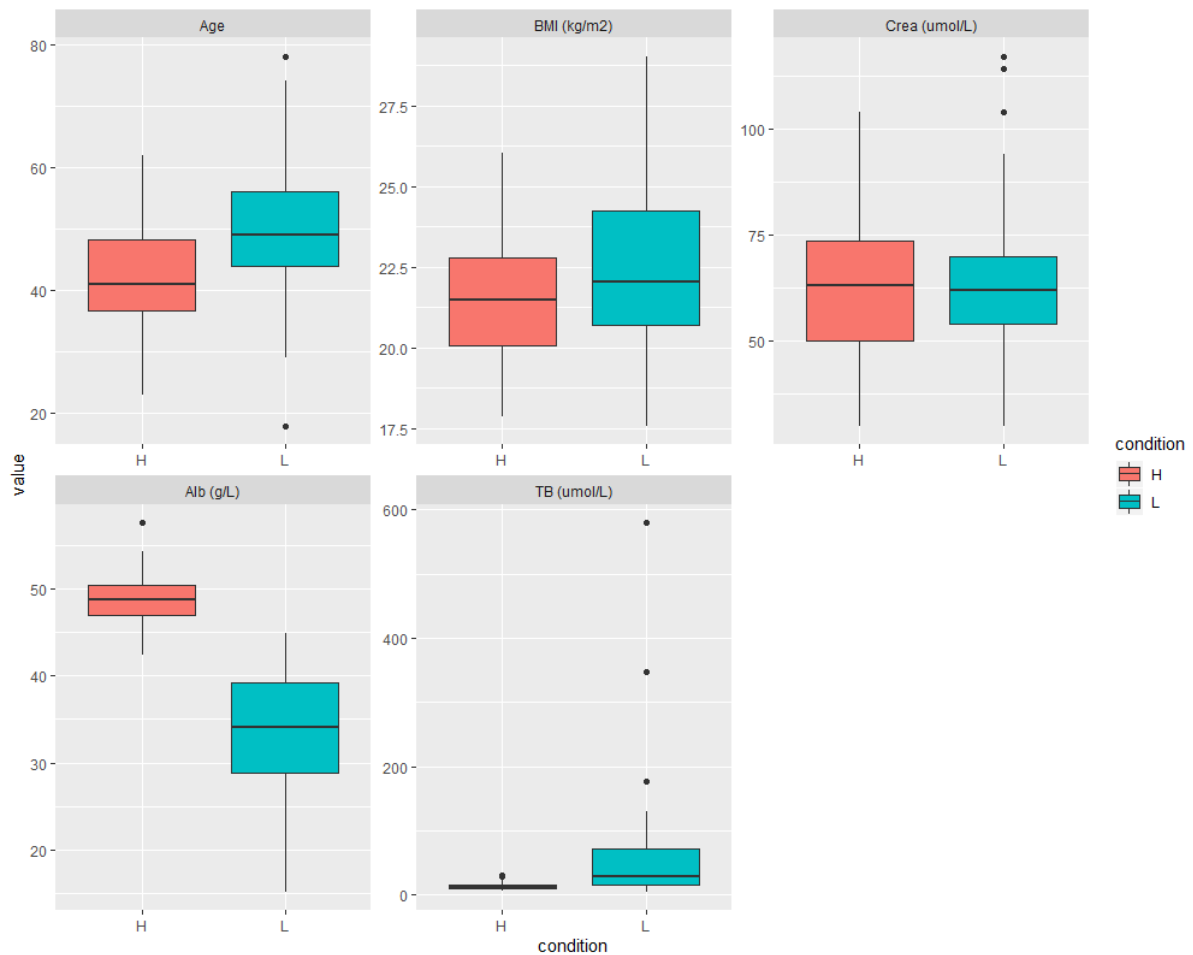 Age
BMI (kg/m2)
Crea (umol/L)
80
60
40
20
27.5
25.0
22.5
20.0
17.5
100
75
50
H
L
H
L
H
L
value
condition
H
L
Alb (g/L)
TB (umol/L)
50
40
30
20
600
400
200
0
H
L
H
L
condition